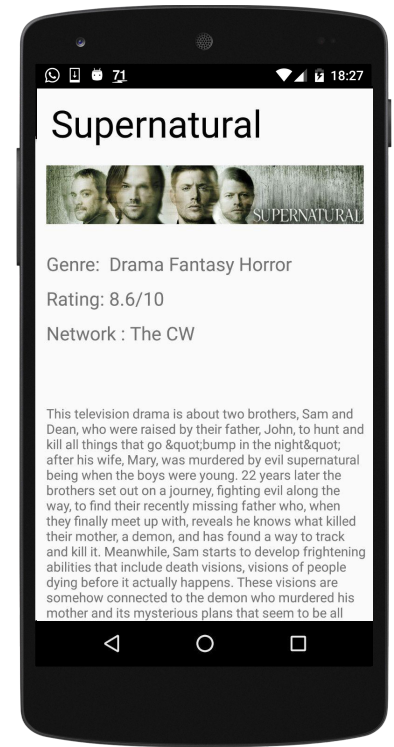 71 18:27
Supernatural
SUPERNATURAL
Genre: Drama Fantasy Horror
Rating: 8.6/10
Network : The CW
This television drama is about two brothers, Sam and
Dean, who were raised by their father, John, to hunt and
kill all things that go &quot;bump in the night&quot;
after his wife, Mary, was murdered by evil supernatural
being when the boys were young. 22 years later the
brothers set out on a journey, fighting evil along the
way, to find their recently missing father who, when
they finally meet up with, reveals he knows what killed
their mother, a demon, and has found a way to track
and kill it. Meanwhile, Sam starts to develop frightening
abilities that include death visions, visions of people
dying before it actually happens. These visions are
somehow connected to the demon who murdered his
mother and its mysterious plans that seem to be all